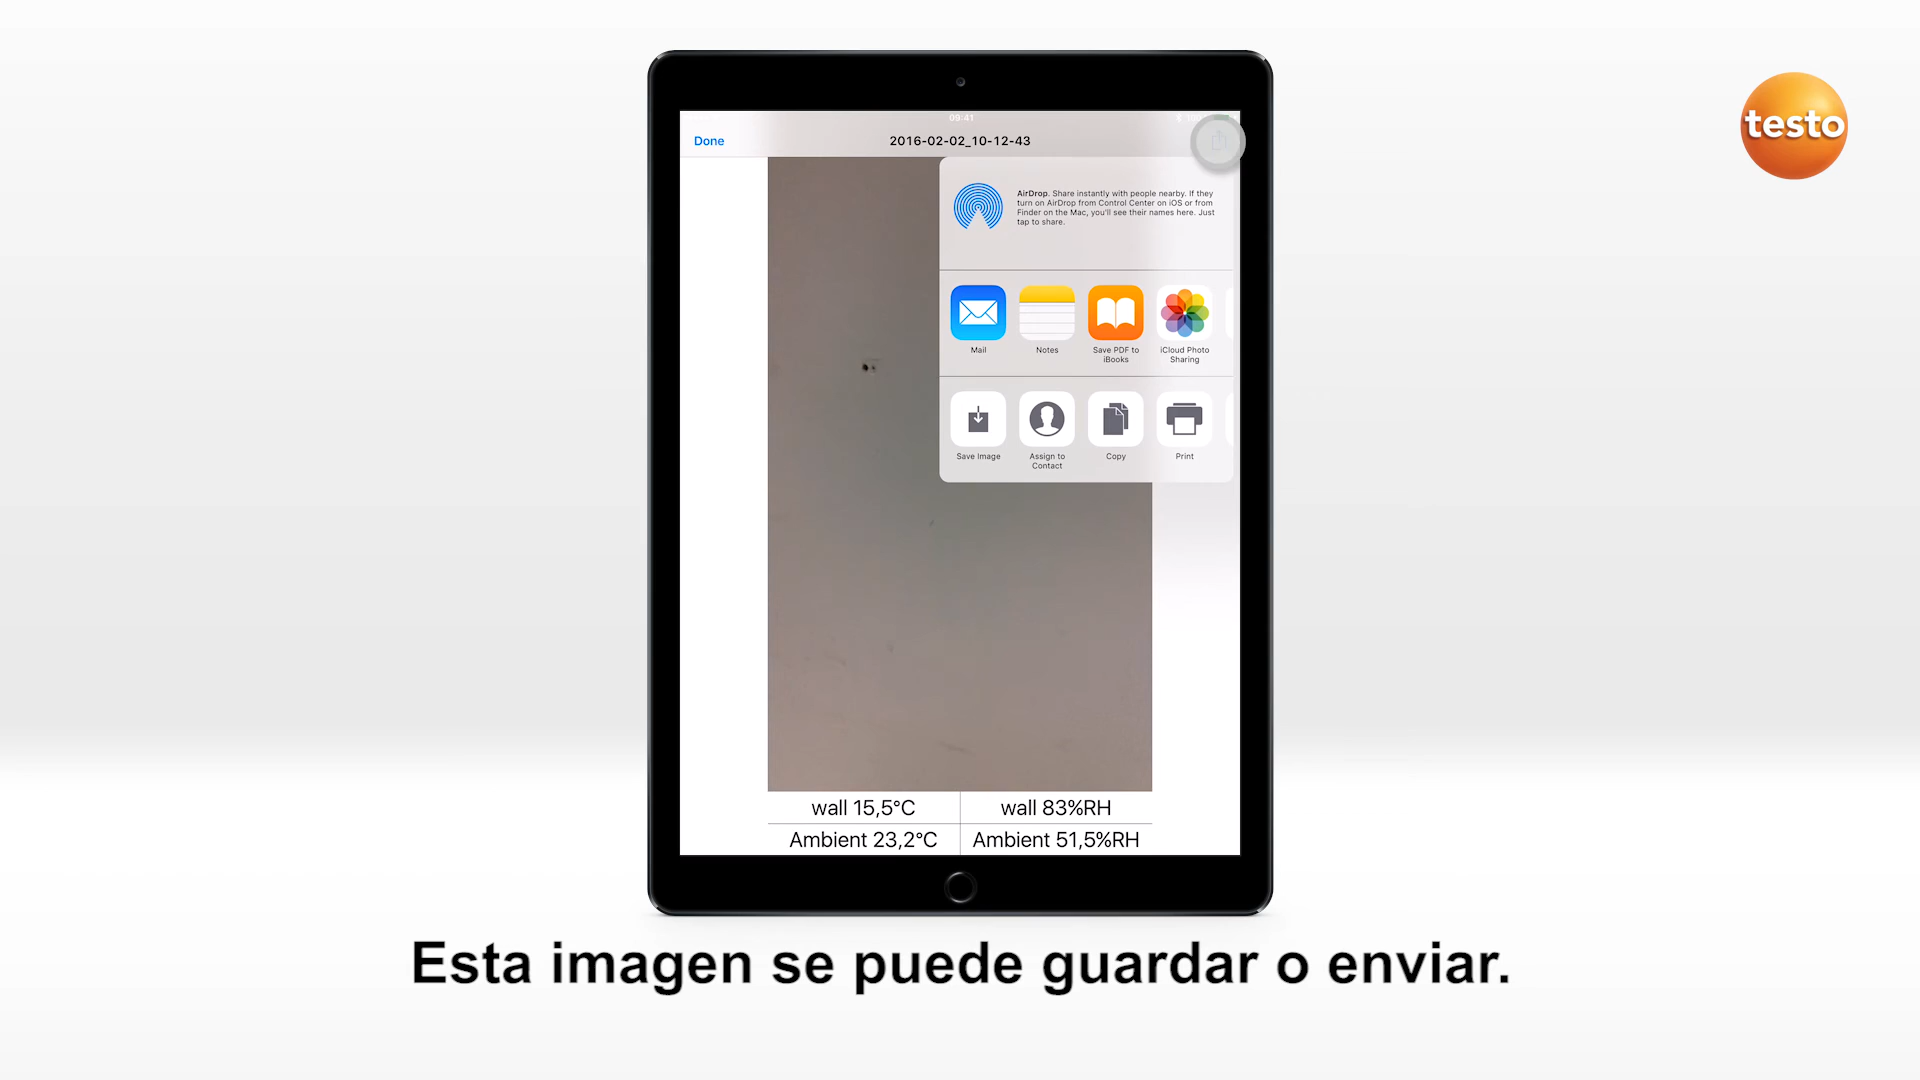 09:41
Done
2016-02-02_10-12-43
testo
AirDrop. Share instantly with people nearby. If they
turn on AirDrop from Control Center on iOS or from
Finder on the Mac, you'll see their names here. Just
tap to share.
Mail
Notes
Save PDF to
iBooks
iCloud Photo
Sharing
Save Image
Assign to
Contact
Copy
Print
wall 15,5°C
wall 83%RH
Ambient 23,2°C
Ambient 51,5%RH
Esta imagen se puede guardar o enviar.